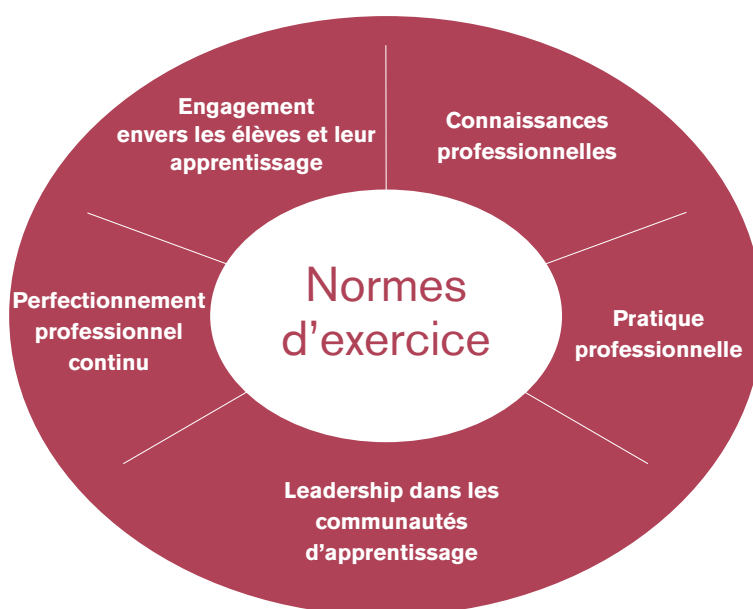 Engagement
envers les élèves et leur
apprentissage
Connaissances
professionnelles
Normes
d’exercice
Perfectionnement
professionnel
continu
Pratique
professionnelle
Leadership dans les
communautés
d’apprentissage